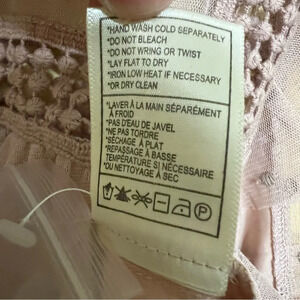 *HAND WASH COLD SEPARATELY
*DO NOT BLEACH
*DO NOT WRING OR TWIST
*LAY FLAT TO DRY
*IRON LOW HEAT IF NECESSARY
*OR DRY CLEAN
*LAVER À LA MAIN SÉPARÉMENT
À FROID
*PAS D'EAU DE JAVEL
*NE PAS TORDRE
*SÉCHAGE À PLAT
*REPASSAGE À BASSE
TEMPÉRATURE SI NÉCESSAIRE
*OU NETTOYAGE À SEC
P